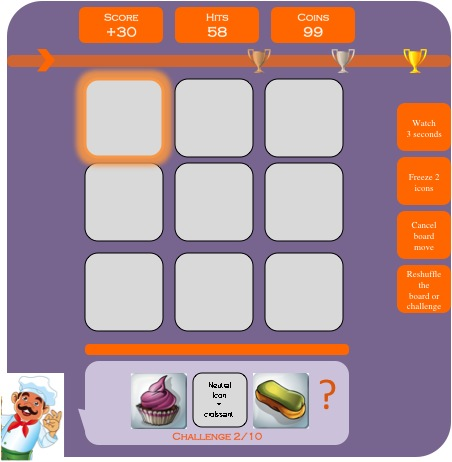 Score
+30
Hits
58
Coins
99
Watch
3 seconds
Freeze 2
icons
Cancel
board
move
Reshuffle
the
board or
challenge
Neutral
Icon
+
croissant
?
Challenge 2/10